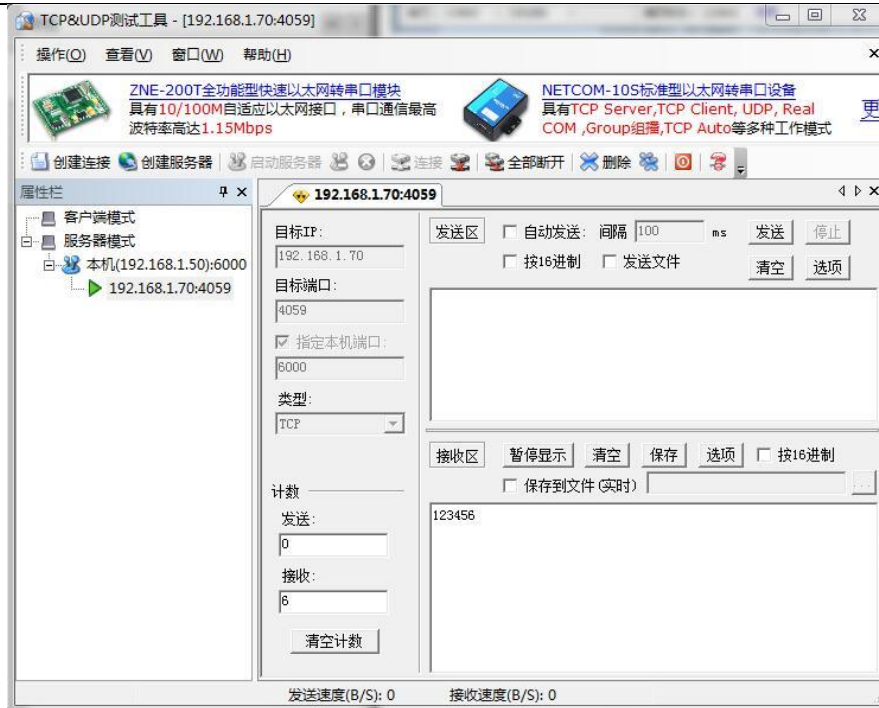 TCP&UDP测试工具 - [192.168.1.70:4059]
操作(O) 查看(V) 窗口(W) 帮助(H)
ZNE-200T全功能型快速以太网转串口模块
具有10/100M自适应以太网接口，串口通信最高
波特率高达1.15Mbps
NETCOM-10S标准型以太网转串口设备
具有TCP Server,TCP Client, UDP, Real
COM ,Group组播,TCP Auto等多种工作模式
更
创建连接 创建服务器 启动服务器 连接 全部断开 删除
属性栏
客户端模式
服务器模式
本机(192.168.1.50):6000
192.168.1.70:4059
192.168.1.70:4059
目标IP:
192.168.1.70
目标端口:
4059
指定本机端口:
6000
类型:
TCP
计数
发送:
0
接收:
6
清空计数
发送区 自动发送: 间隔 100 ms 发送 停止
按16进制 发送文件 清空 选项
接收区 暂停显示 清空 保存 选项 按16进制
保存到文件(实时) ...
123456
发送速度(B/S): 0 接收速度(B/S): 0